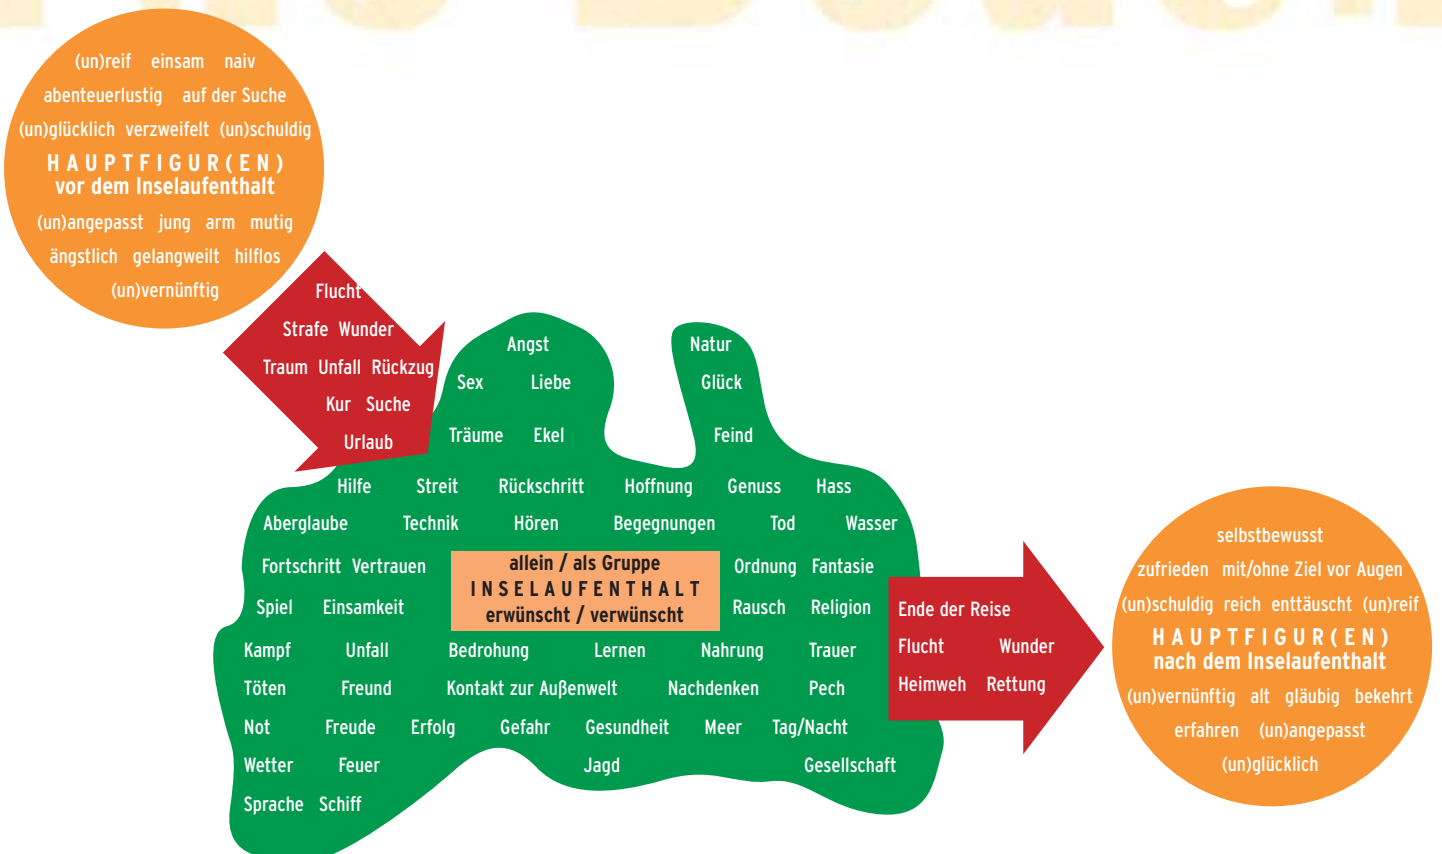 (un)reif einsam naiv
abenteuerlustig auf der Suche
(un)glücklich verzweifelt (un)schuldig
HAUPTFIGUR(EN)
vor dem Inselaufenthalt
(un)angepasst jung arm mutig
ängstlich gelangweilt hilflos
(un)vernünftig
Flucht
Strafe Wunder
Traum Unfall Rückzug
Kur Suche
Urlaub
Angst Natur
Sex Liebe Glück
Träume Ekel Feind
Hilfe Streit Rückschritt Hoffnung Genuss Hass
Aberglaube Technik Hören Begegnungen Tod Wasser
Fortschritt Vertrauen Ordnung Fantasie
Spiel Einsamkeit Rausch Religion
allein / als Gruppe
INSELAUFENTHALT
erwünscht / verwünscht
Kampf Unfall Bedrohung Lernen Nahrung Trauer
Töten Freund Kontakt zur Außenwelt Nachdenken Pech
Not Freude Erfolg Gefahr Gesundheit Meer Tag/Nacht
Wetter Feuer Jagd Gesellschaft
Sprache Schiff
Ende der Reise
Flucht Wunder
Heimweh Rettung
selbstbewusst
zufrieden mit/ohne Ziel vor Augen
(un)schuldig reich enttäuscht (un)reif
HAUPTFIGUR(EN)
nach dem Inselaufenthalt
(un)vernünftig alt gläubig bekehrt
erfahren (un)angepasst
(un)glücklich